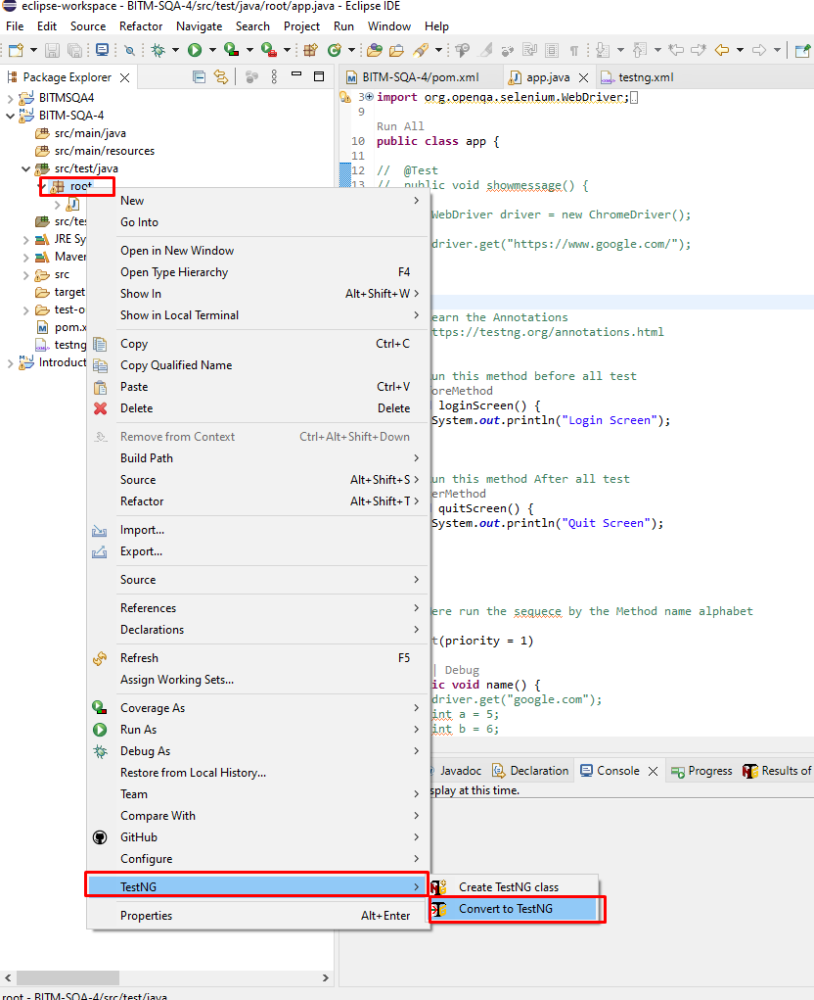 eclipse-workspace - BITM-SQA-4/src/test/java/root/app.java - Eclipse IDE
File Edit Source Refactor Navigate Search Project Run Window Help
Package Explorer
BITMSQA4
BITM-SQA-4
src/main/java
src/main/resources
src/test/java
root
src/tes
JRE Sy
Maven
src
target
test-o
pom.x
testng
Introduct
BITM-SQA-4/pom.xml app.java testng.xml
3 import org.openqa.selenium.WebDriver;
9
Run All
10 public class app {
11
12 // @Test
13 // public void showmessage() {
WebDriver driver = new ChromeDriver();
driver.get("https://www.google.com/");
earn the Annotations
ttps://testng.org/annotations.html
un this method before all test
oreMethod
d loginScreen() {
System.out.println("Login Screen");
un this method After all test
erMethod
d quitScreen() {
System.out.println("Quit Screen");
ere run the sequece by the Method name alphabet
t(priority = 1)
| Debug
ic void name() {
driver.get("google.com");
int a = 5;
int b = 6;
New
Go Into
Open in New Window
Open Type Hierarchy F4
Show In Alt+Shift+W
Show in Local Terminal
Copy Ctrl+C
Copy Qualified Name
Paste Ctrl+V
Delete Delete
Remove from Context Ctrl+Alt+Shift+Down
Build Path
Source Alt+Shift+S
Refactor Alt+Shift+T
Import...
Export...
Source
References
Declarations
Refresh F5
Assign Working Sets...
Coverage As
Run As
Debug As
Restore from Local History...
Team
Compare With
GitHub
Configure
TestNG
Properties Alt+Enter
Create TestNG class
Convert to TestNG
Javadoc Declaration Console Progress Results of
splay at this time.
root - BITM-SQA-4/src/test/java